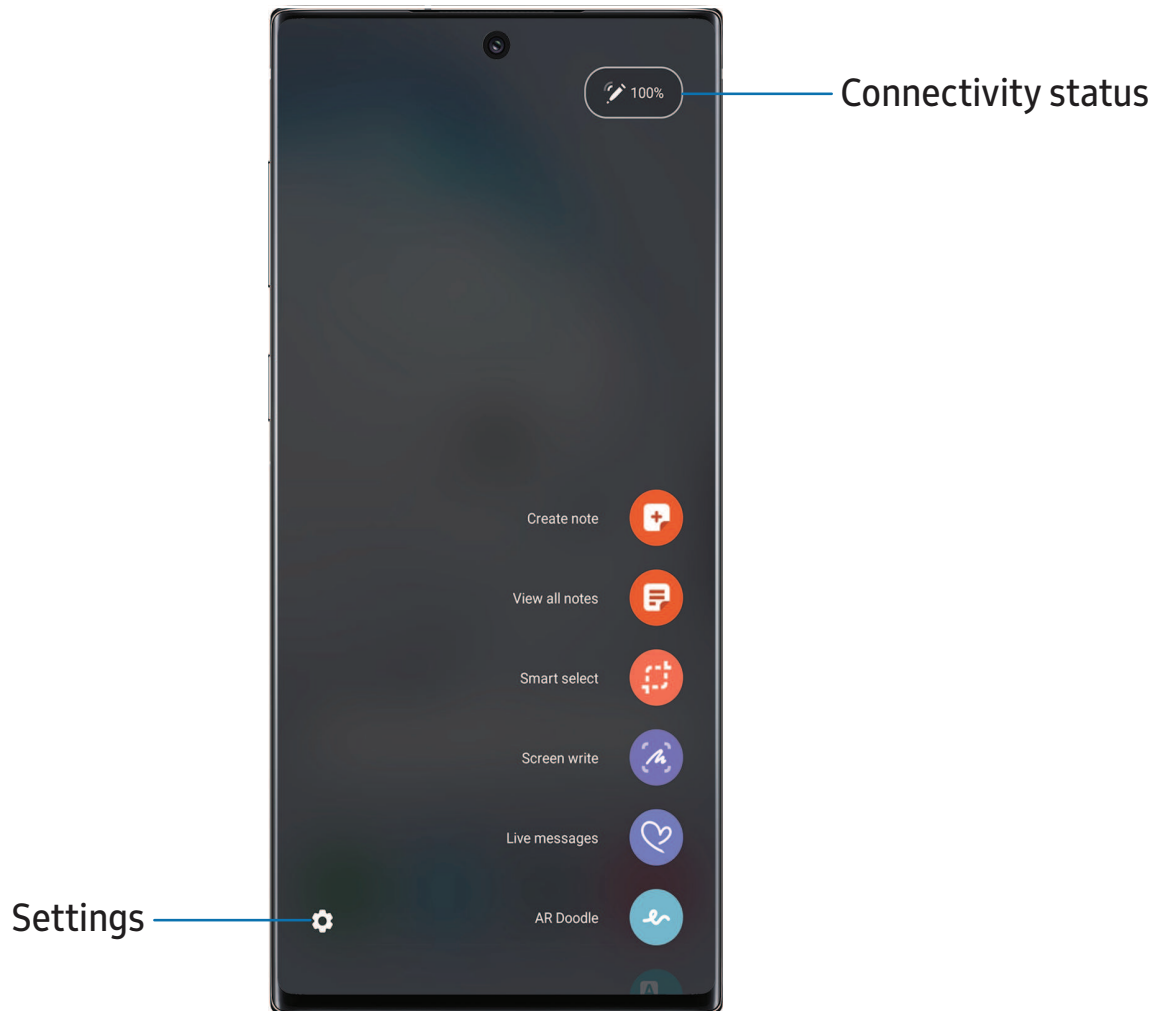 100%
Connectivity status
Create note
View all notes
Smart select
Screen write
Live messages
Settings
AR Doodle
A